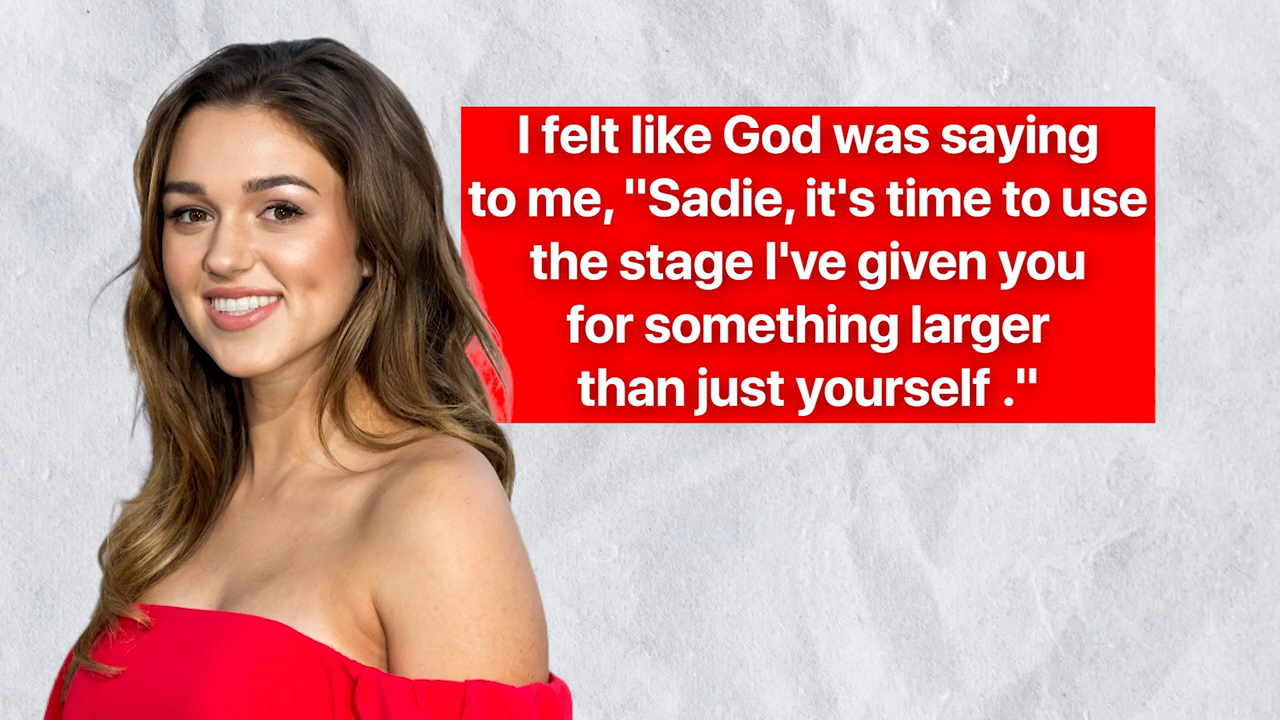 I felt like God was saying
to me, "Sadie, it's time to use
the stage I've given you
for something larger
than just yourself ."